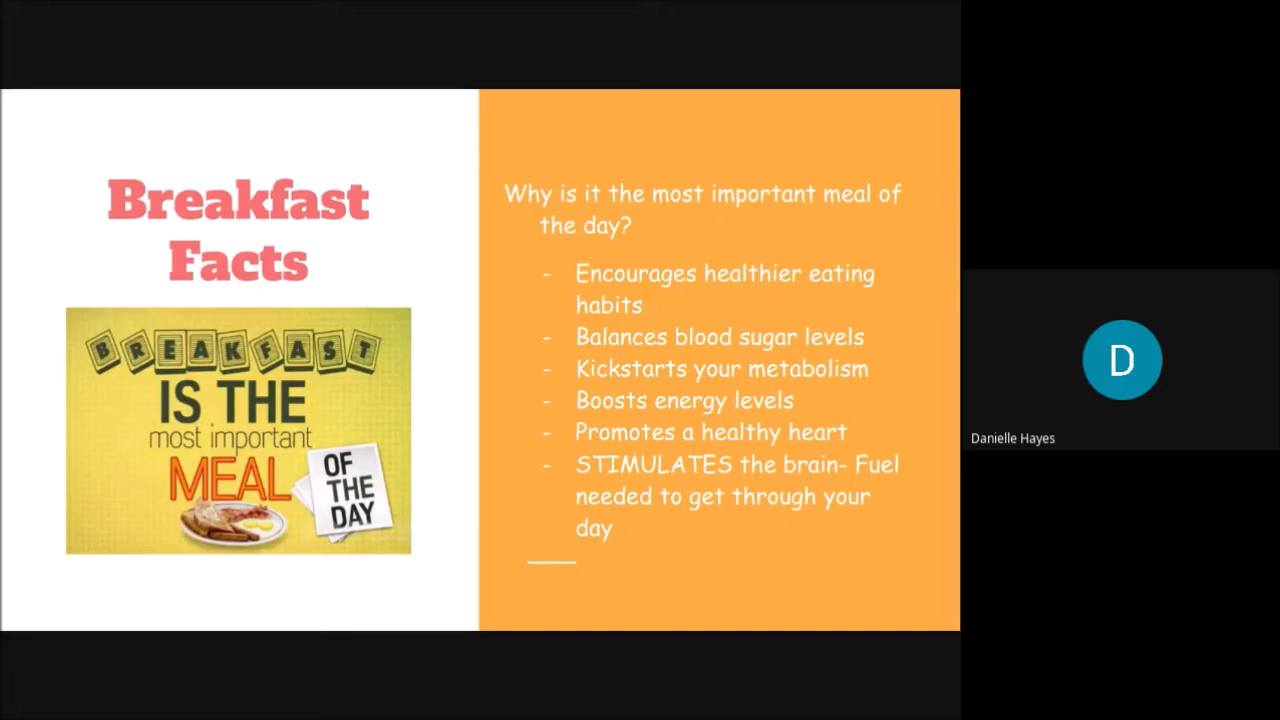 Breakfast
Facts
BREAKFAST
IS THE
most important
MEAL
OF
THE
DAY
Why is it the most important meal of
the day?
- Encourages healthier eating
habits
- Balances blood sugar levels
- Kickstarts your metabolism
- Boosts energy levels
- Promotes a healthy heart
- STIMULATES the brain- Fuel
needed to get through your
day
D
Danielle Hayes